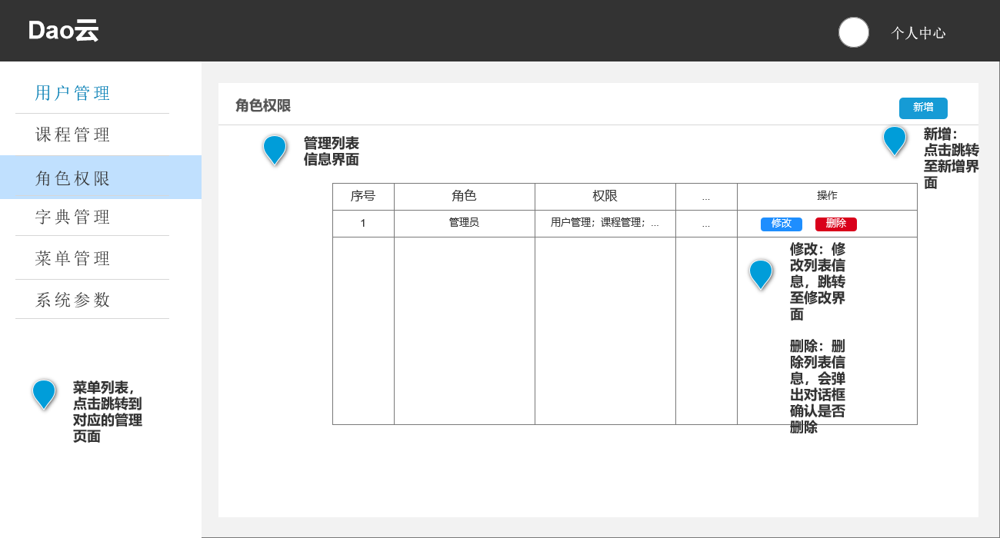 Dao云
个人中心
用户管理
课程管理
角色权限
字典管理
菜单管理
系统参数
菜单列表，
点击跳转到
对应的管理
页面
角色权限
新增
管理列表
信息界面
新增：
点击跳转
至新增界
面
序号 角色 权限 ... 操作
1 管理员 用户管理；课程管理；... ... 修改 删除
修改：修
改列表信
息，跳转
至修改界
面
删除：删
除列表信
息，会弹
出对话框
确认是否
删除